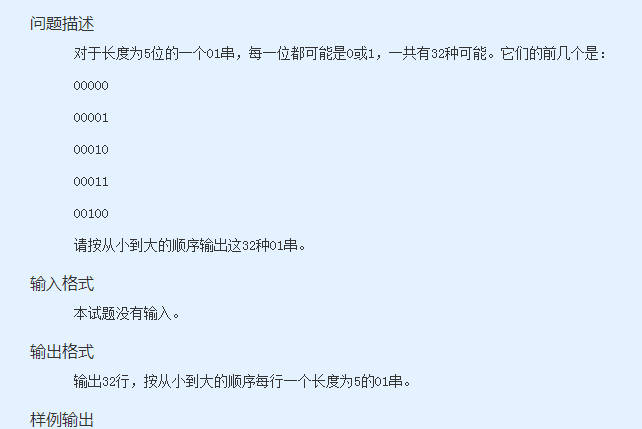 问题描述
对于长度为5位的一个01串，每一位都可能是0或1，一共有32种可能。它们的前几个是：
00000
00001
00010
00011
00100
请按从小到大的顺序输出这32种01串。
输入格式
本试题没有输入。
输出格式
输出32行，按从小到大的顺序每行一个长度为5的01串。
样例输出